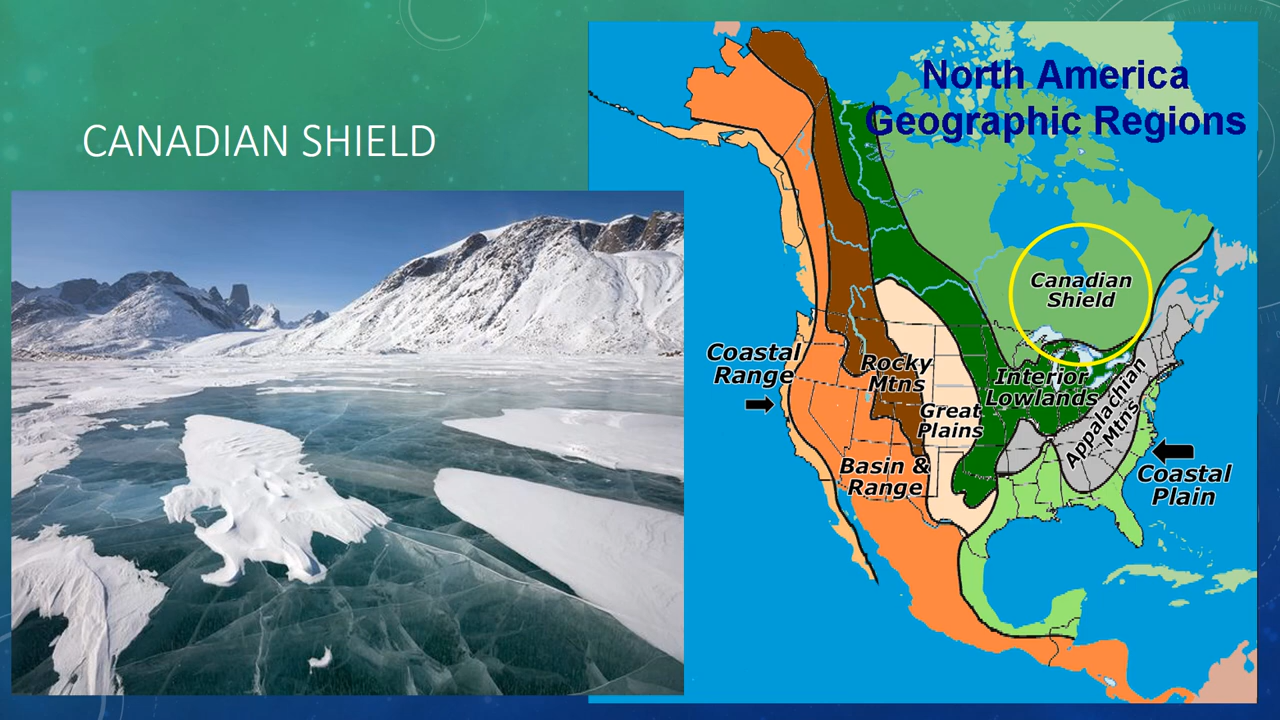 CANADIAN SHIELD
North America
Geographic Regions
Canadian
Shield
Coastal
Range
Rocky
Mtns
Interior
Lowlands
Great
Plains
Appalachian
Mtns
Basin &
Range
Coastal
Plain